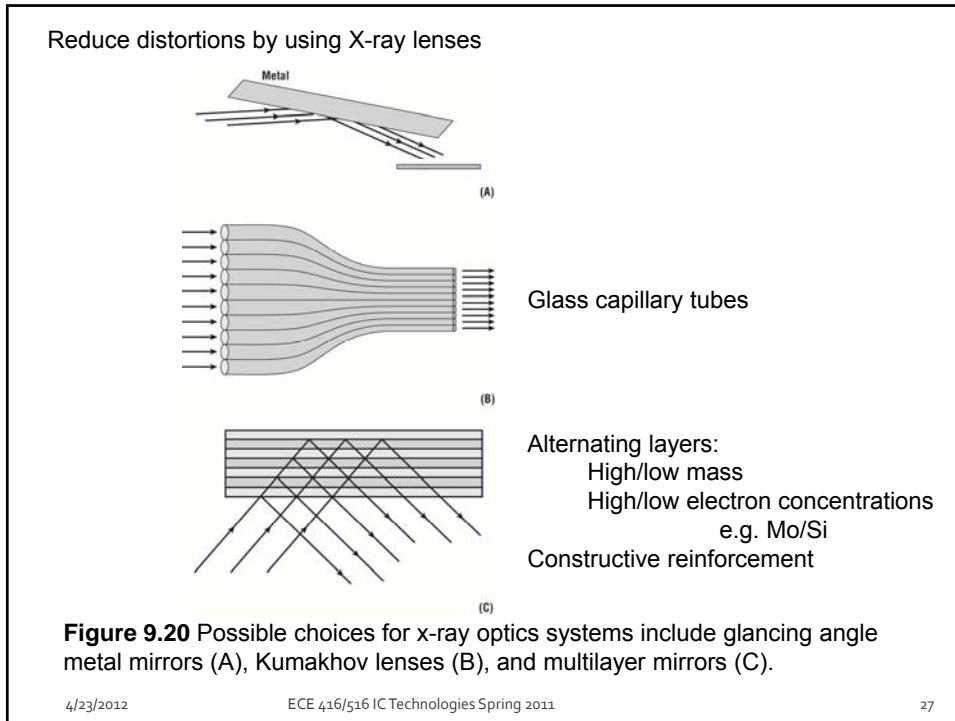 Reduce distortions by using X-ray lenses
Metal
(A)
Glass capillary tubes
(B)
Alternating layers:
High/low mass
High/low electron concentrations
e.g. Mo/Si
Constructive reinforcement
(C)
Figure 9.20 Possible choices for x-ray optics systems include glancing angle
metal mirrors (A), Kumakhov lenses (B), and multilayer mirrors (C).
4/23/2012 ECE 416/516 IC Technologies Spring 2011 27